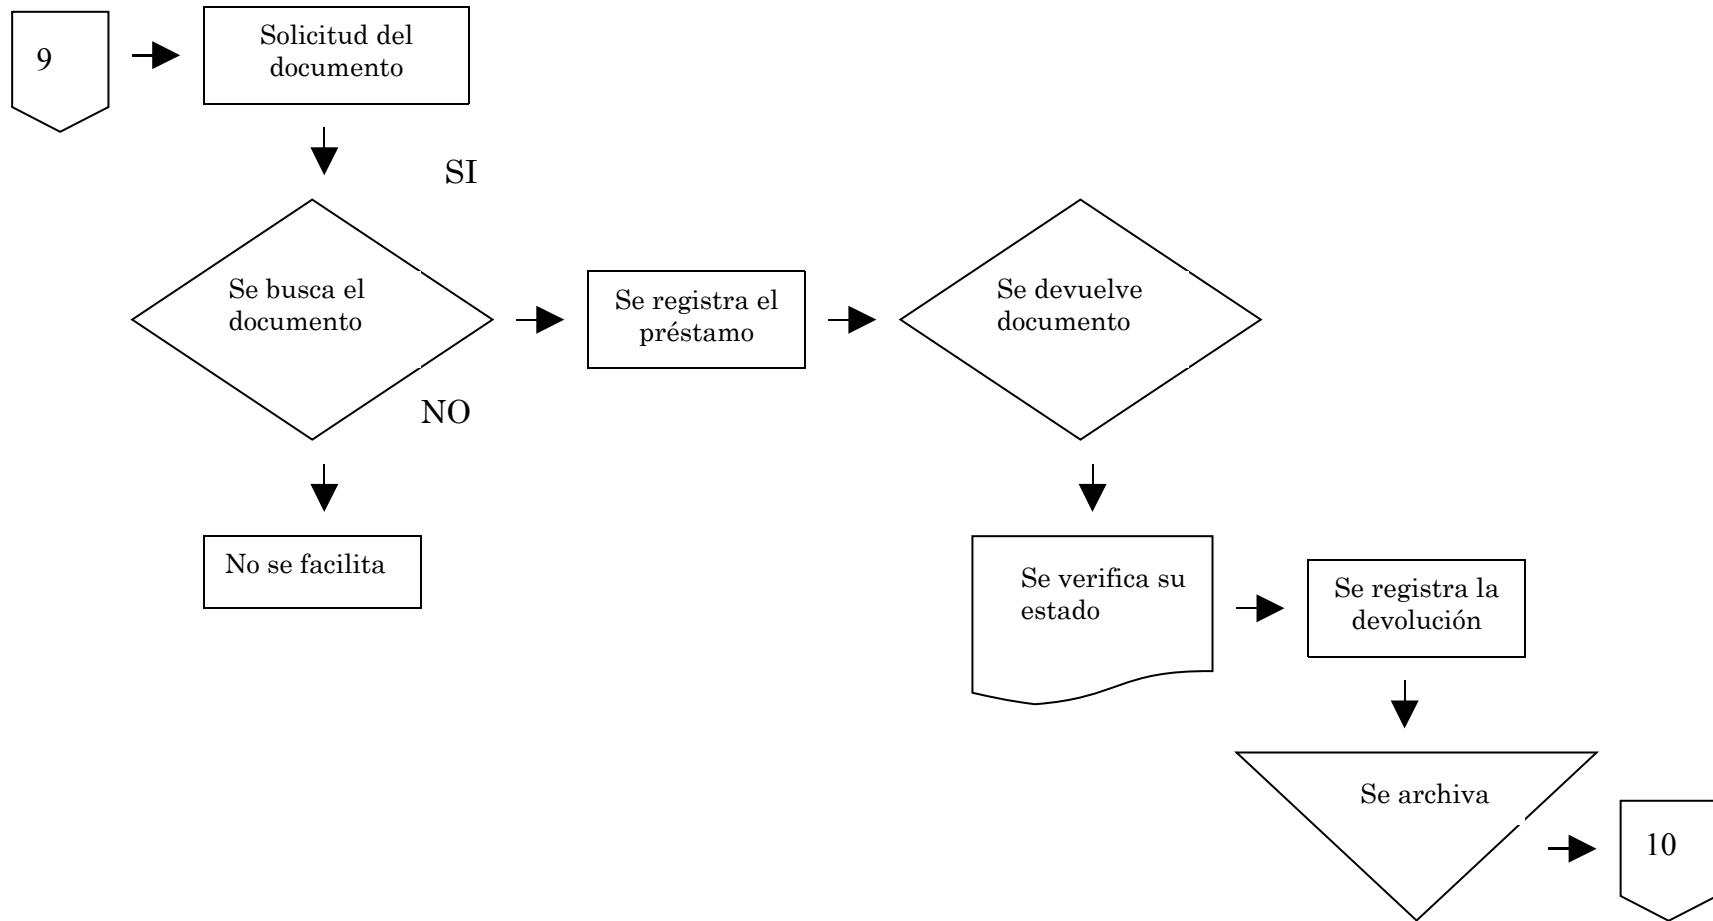 9
Solicitud del
documento
SI
Se busca el
documento
Se registra el
préstamo
Se devuelve
documento
NO
No se facilita
Se verifica su
estado
Se registra la
devolución
Se archiva
10